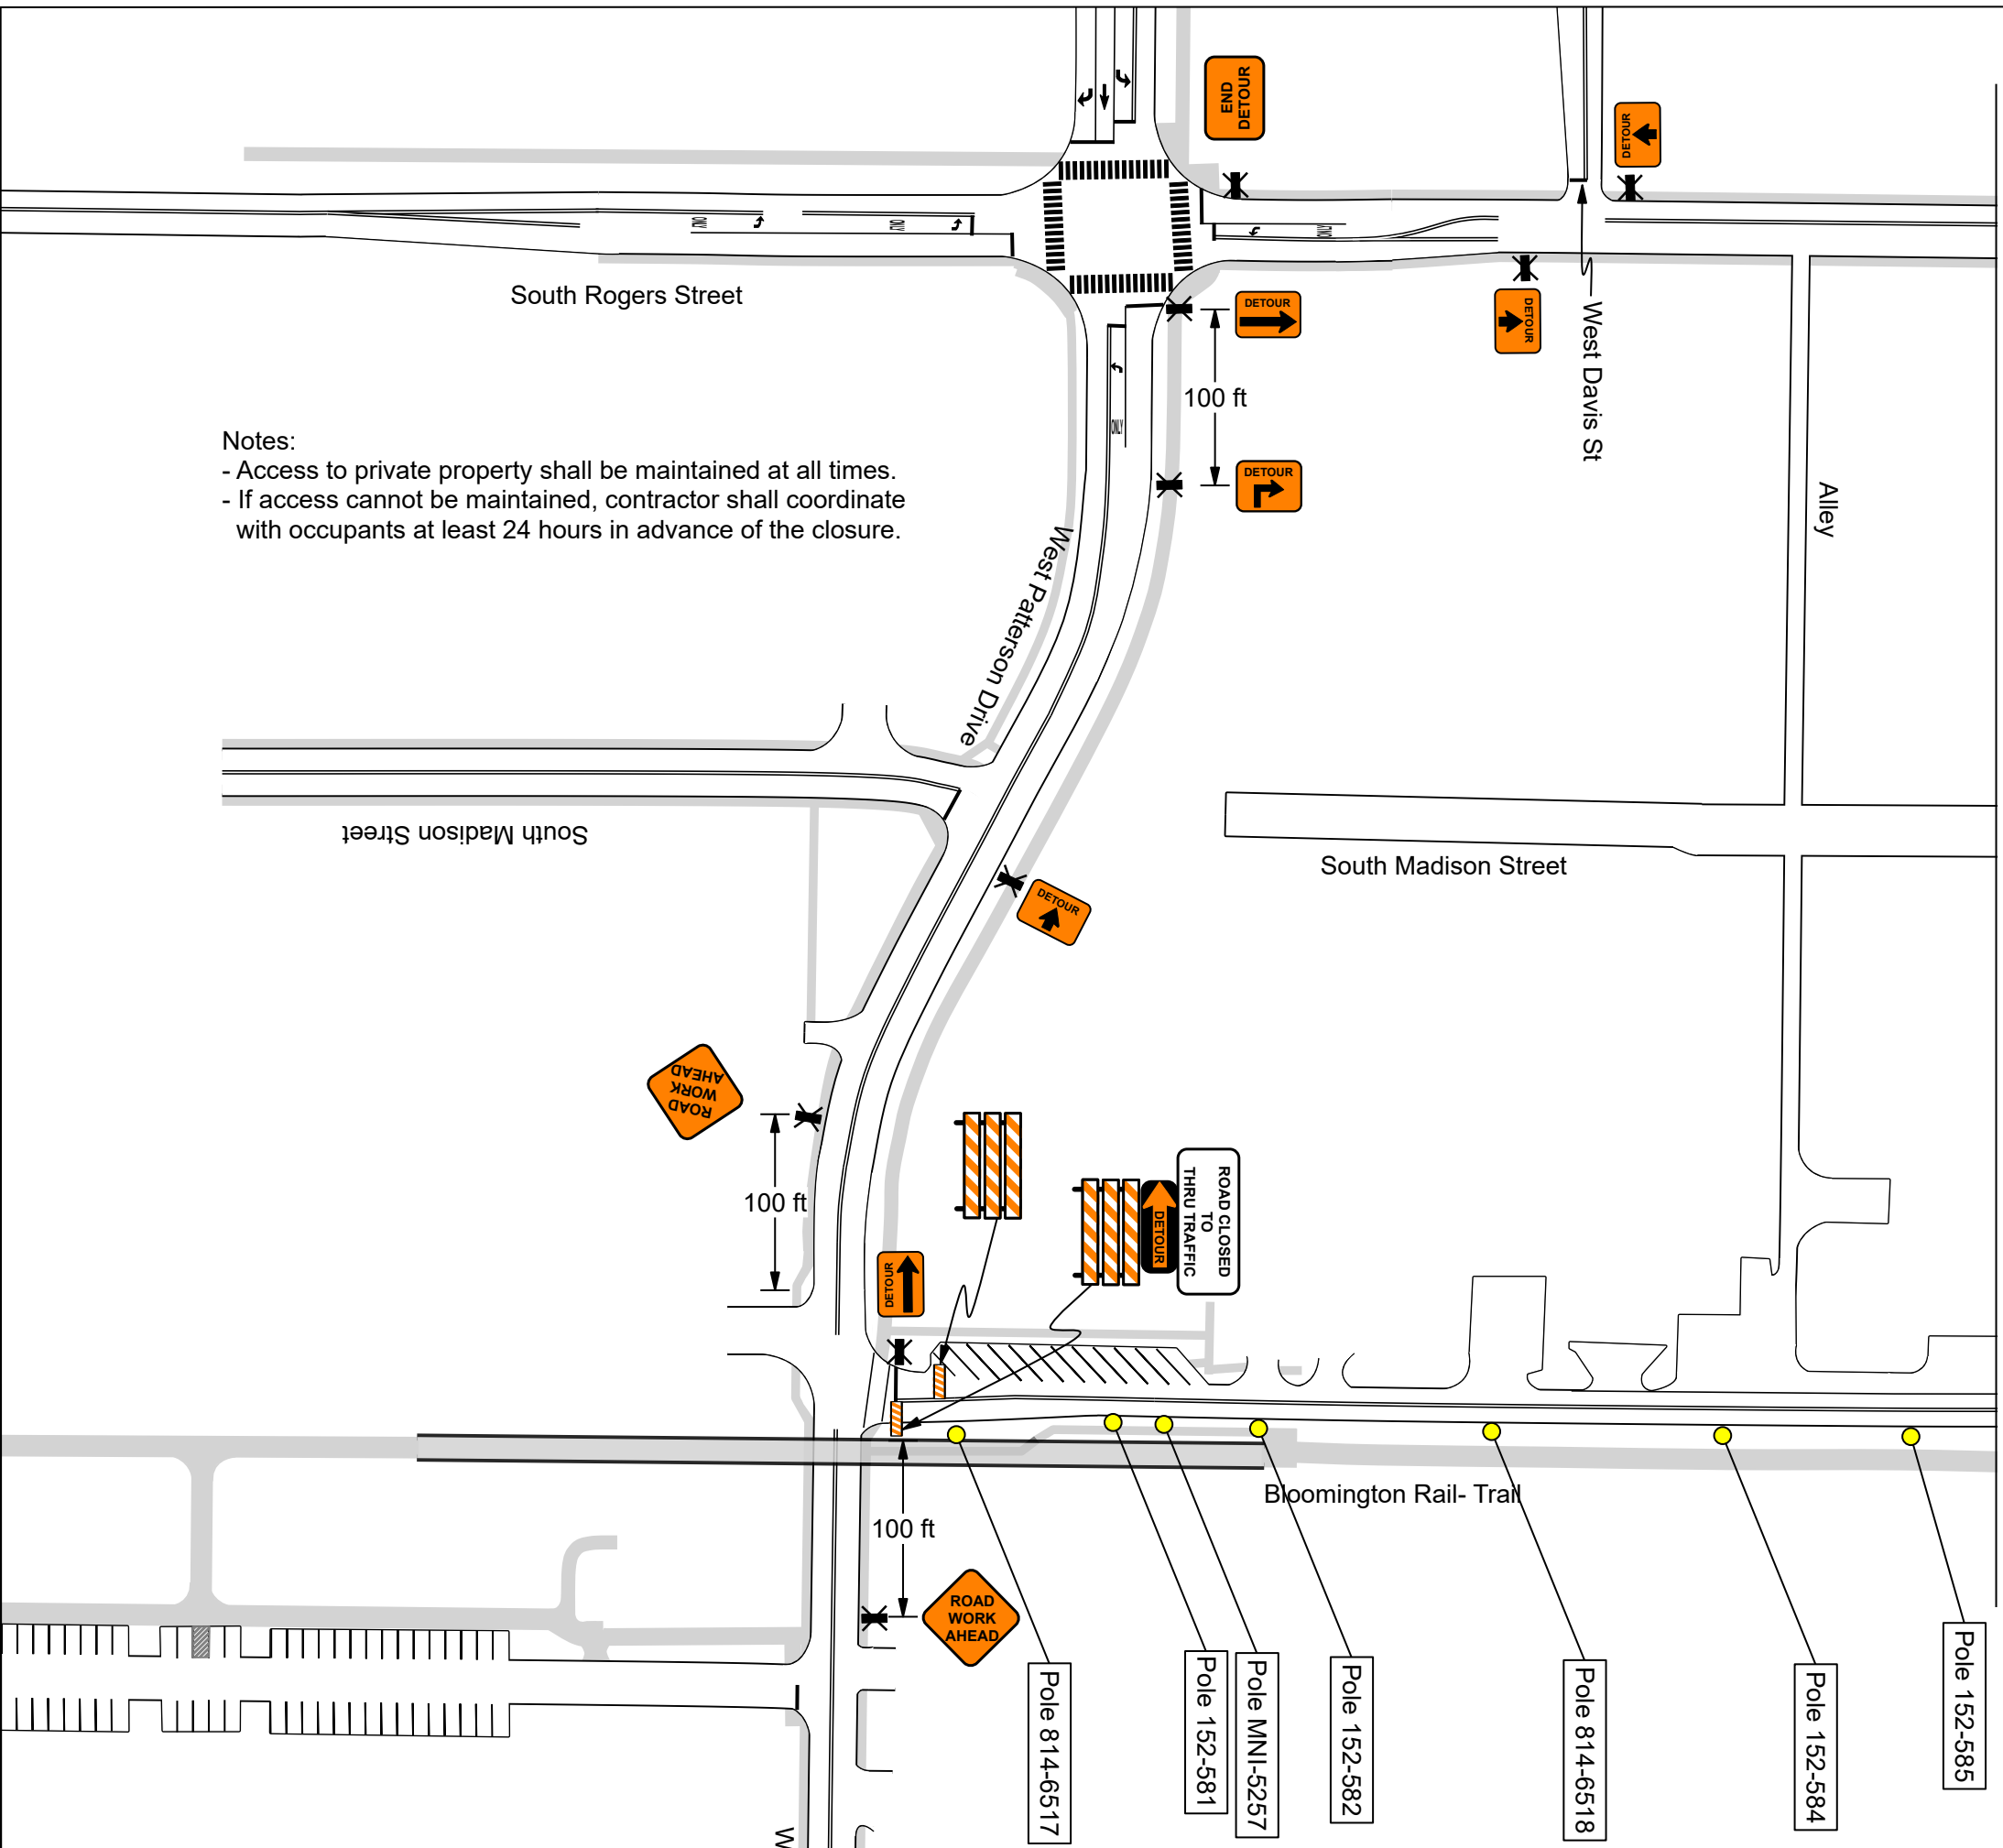 END
DETOUR
DETOUR
ONLY
ONLY
ONLY
South Rogers Street
DETOUR
DETOUR
West Davis St
100 ft
ONLY
Notes:
- Access to private property shall be maintained at all times.
- If access cannot be maintained, contractor shall coordinate
with occupants at least 24 hours in advance of the closure.
DETOUR
Alley
West Patterson Drive
South Madison Street
South Madison Street
DETOUR
ROAD
WORK
AHEAD
100 ft
ROAD CLOSED
TO
THRU TRAFFIC
DETOUR
DETOUR
Bloomington Rail- Trail
100 ft
ROAD
WORK
AHEAD
Pole 814-6517
Pole 152-581
Pole MNI-5257
Pole 152-582
Pole 814-6518
Pole 152-584
Pole 152-585
W